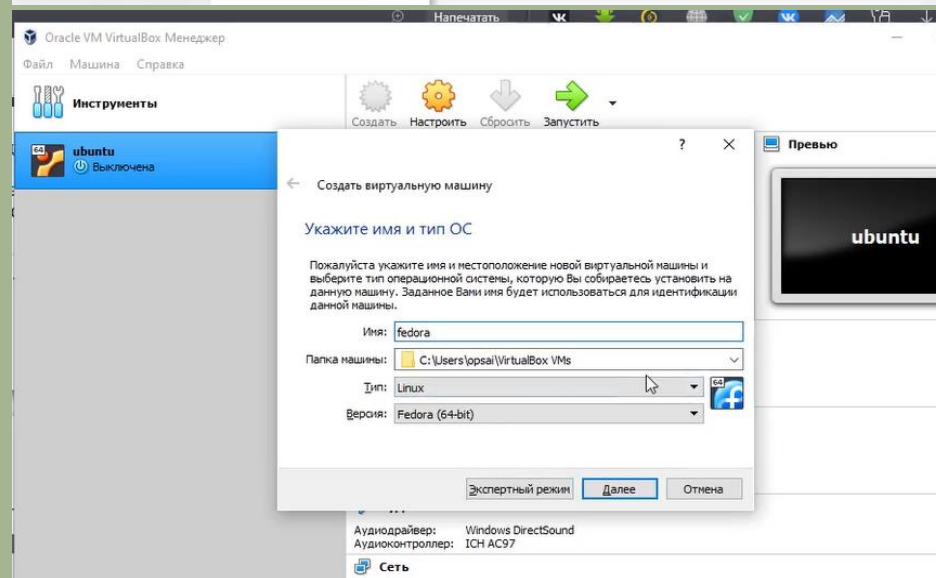 Напечатать
Oracle VM VirtualBox Менеджер
Файл Машина Справка
Инструменты
Создать Настроить Сбросить Запустить
64 ubuntu
Выключена
? 
Превью
ubuntu
Создать виртуальную машину
Укажите имя и тип ОС
Пожалуйста укажите имя и местоположение новой виртуальной машины и
выберите тип операционной системы, которую Вы собираетесь установить на
данную машину. Заданное Вами имя будет использоваться для идентификации
данной машины.
Имя: fedora
Папка машины: C:\Users\opsai\VirtualBox VMs
Тип: Linux
64
Версия: Fedora (64-bit)
Экспертный режим Далее Отмена
Аудиодрайвер: Windows DirectSound
Аудиоконтроллер: ICH AC97
Сеть